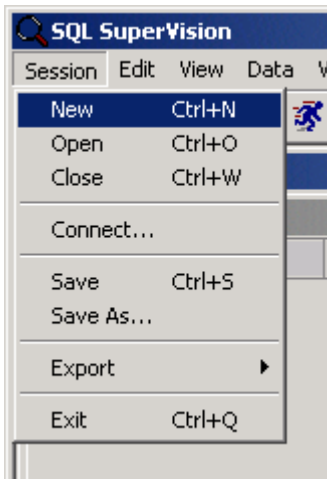 SQL SuperVision
Session Edit View Data
New Ctrl+N
Open Ctrl+O
Close Ctrl+W
Connect...
Save Ctrl+S
Save As...
Export
Exit Ctrl+Q